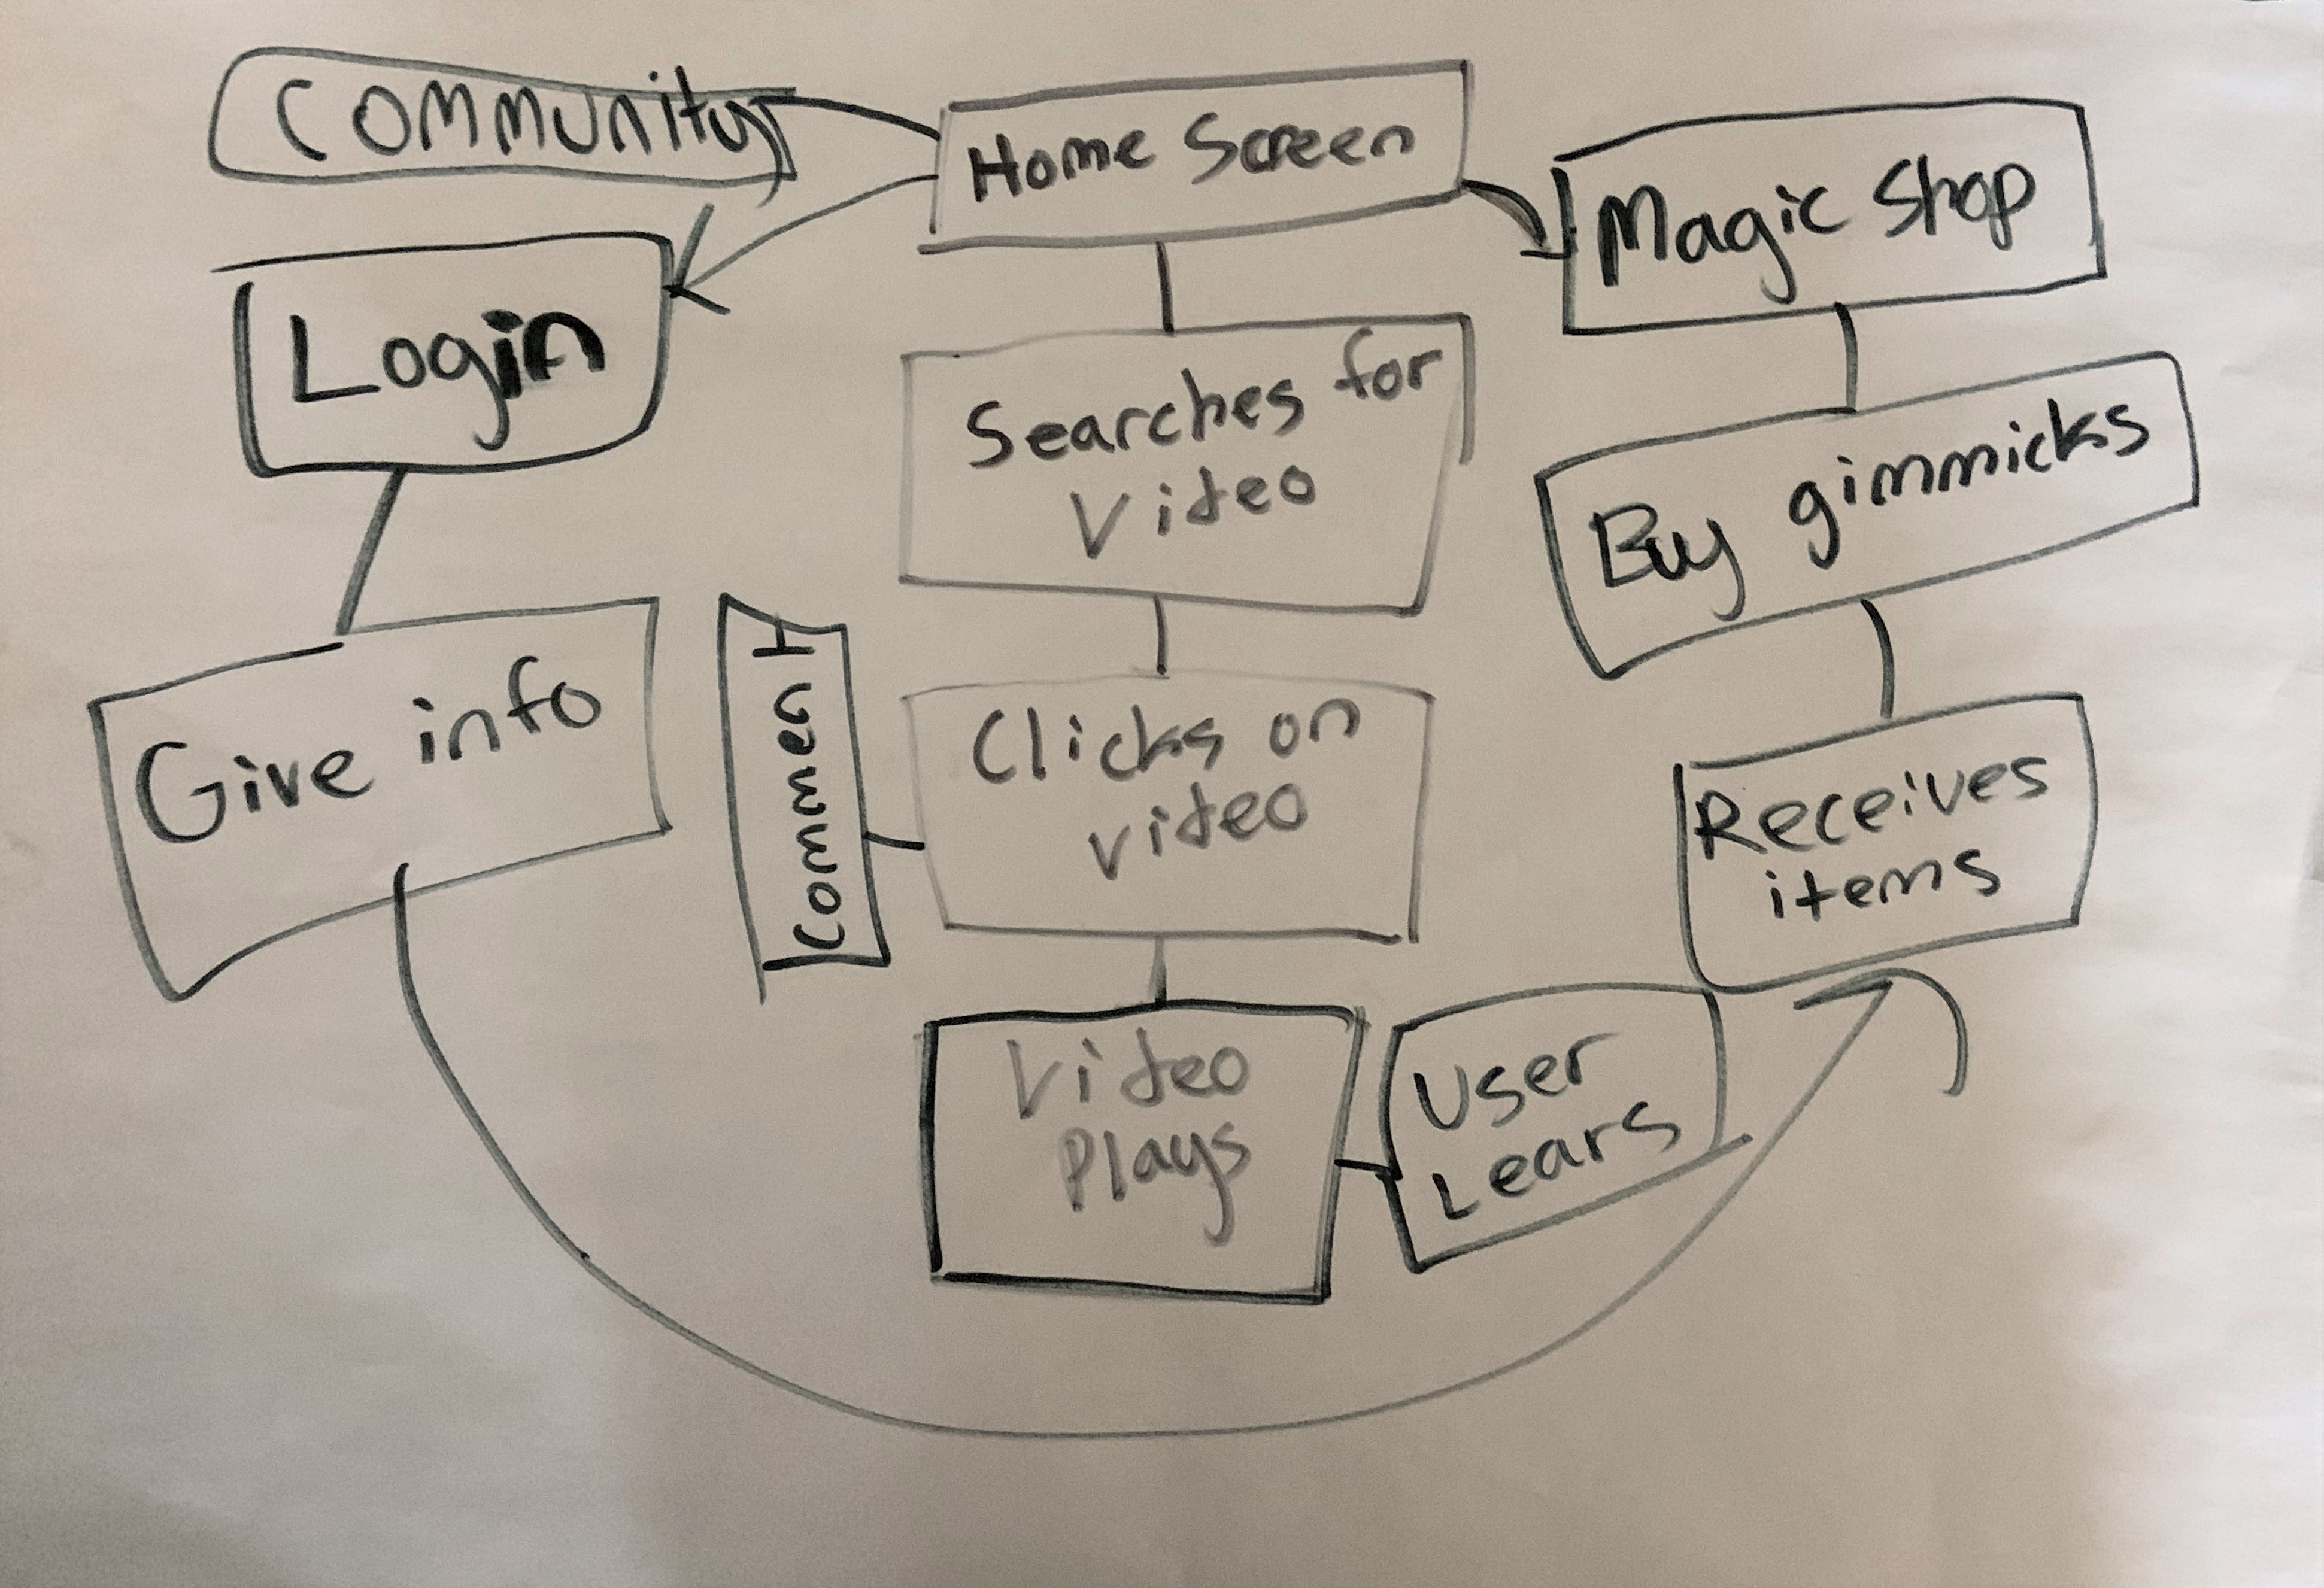 Community
Home Screen
Magic Shop
Login
Searches for
Video
Buy gimmicks
Give info
Comment
Clicks on
video
Receives
items
Video
Plays
User
Lears